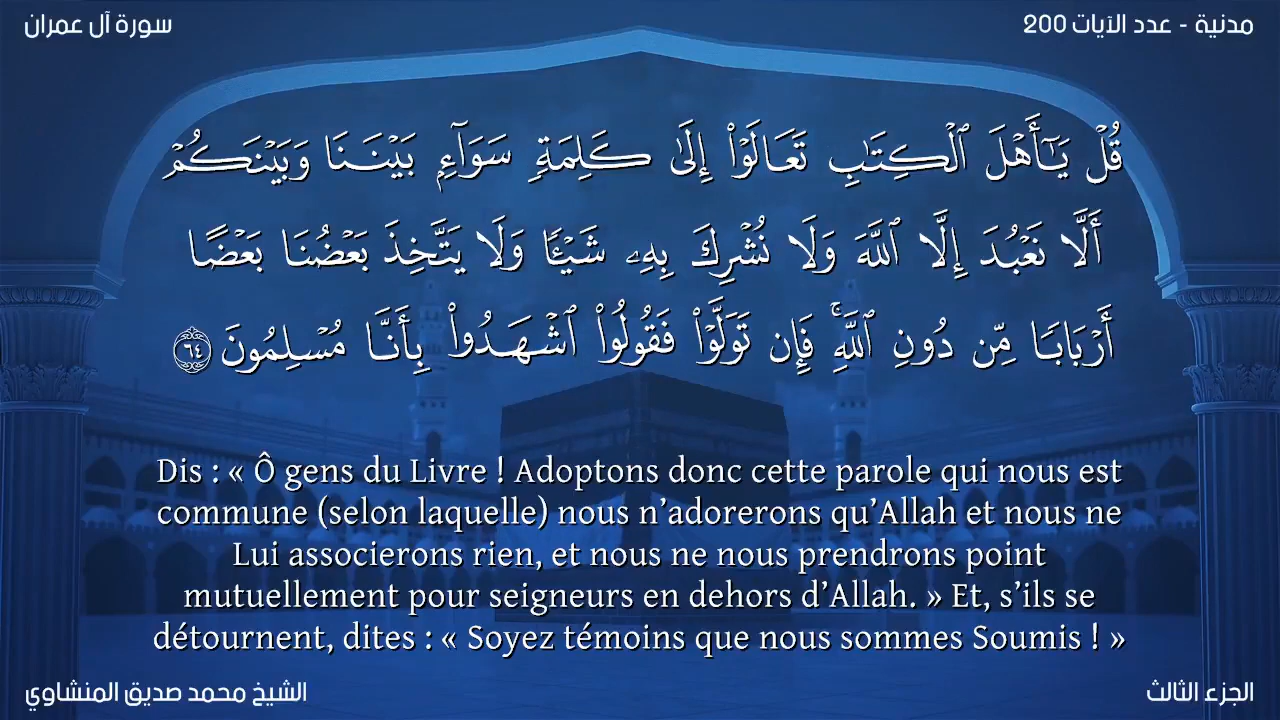 سورة آل عمران
مدنية - عدد الآيات 200
قُلْ يَـٰٓأَهْلَ ٱلْكِتَـٰبِ تَعَالَوْا۟ إِلَىٰ كَلِمَةٍ سَوَآءٍۭ بَيْنَنَا وَبَيْنَكُمْ
أَلَّا نَعْبُدَ إِلَّا ٱللَّهَ وَلَا نُشْرِكَ بِهِۦ شَيْـًٔا وَلَا يَتَّخِذَ بَعْضُنَا بَعْضًا
أَرْبَابًا مِّن دُونِ ٱللَّهِ ۚ فَإِن تَوَلَّوْا۟ فَقُولُوا۟ ٱشْهَدُوا۟ بِأَنَّا مُسْلِمُونَ ٦٤
Dis : « Ô gens du Livre ! Adoptons donc cette parole qui nous est
commune (selon laquelle) nous n’adorerons qu’Allah et nous ne
Lui associerons rien, et nous ne nous prendrons point
mutuellement pour seigneurs en dehors d’Allah. » Et, s’ils se
détournent, dites : « Soyez témoins que nous sommes Soumis ! »
الشيخ محمد صديق المنشاوي
الجزء الثالث